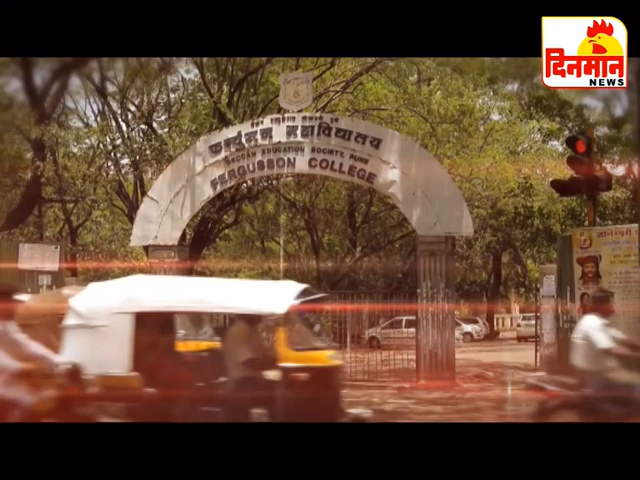 दिनमान
NEWS
फर्ग्युसन महाविद्यालय
DECCAN EDUCATION SOCIETY, PUNE
FERGUSSON COLLEGE